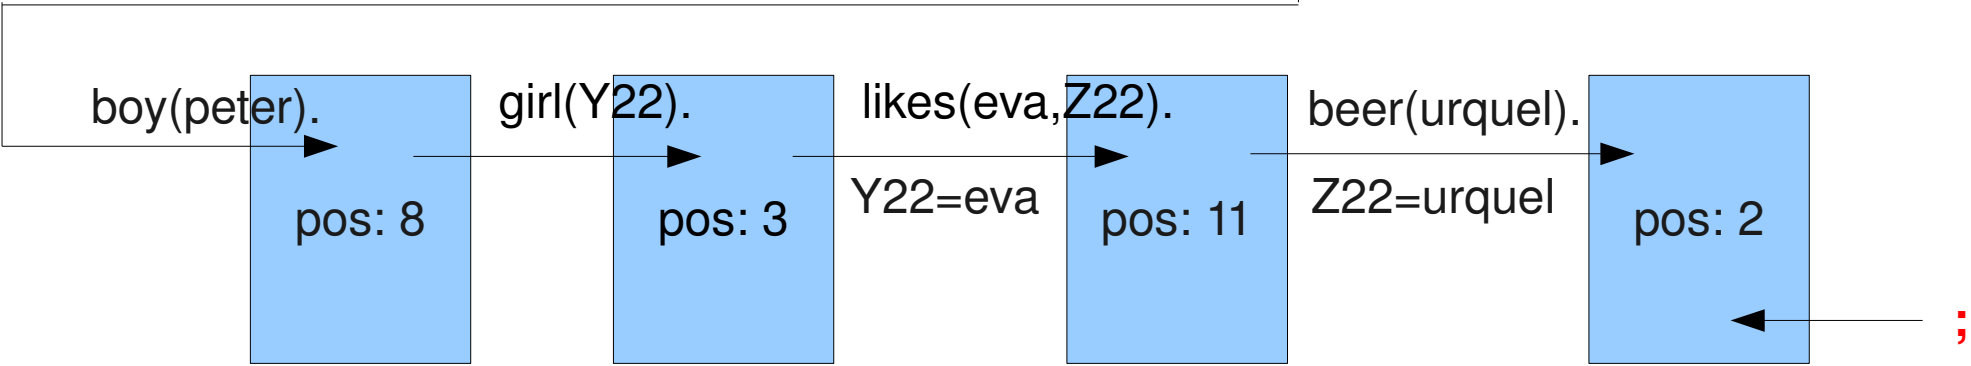 boy(peter).
girl(Y22).
likes(eva,Z22).
beer(urquel).
Y22=eva
Z22=urquel
pos: 8
pos: 3
pos: 11
pos: 2
;